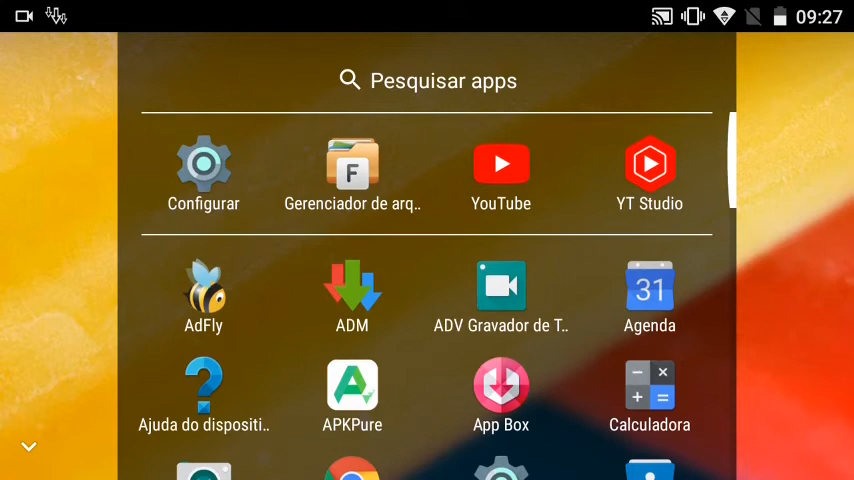 09:27
Pesquisar apps
Configurar
Gerenciador de arq..
YouTube
YT Studio
F
AdFly
ADM
ADV Gravador de T..
Agenda
31
Ajuda do dispositi..
APKPure
App Box
Calculadora